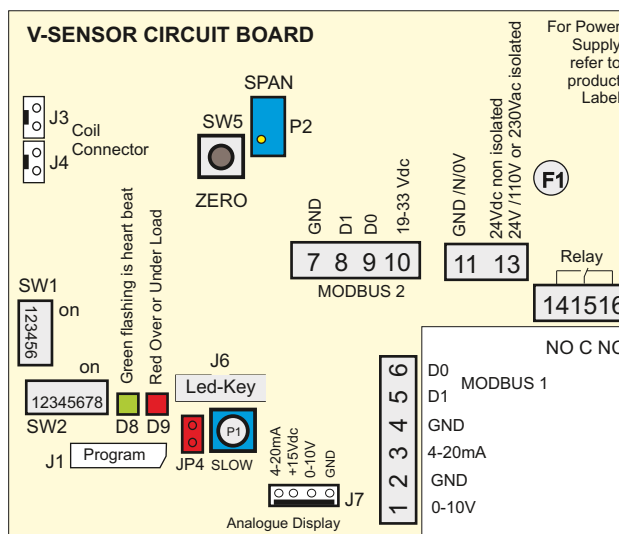 V-SENSOR CIRCUIT BOARD
For Power
Supply
refer to
product
Label
SPAN
P2
SW5
ZERO
J3
J4
Coil
Connector
GND
D1
D0
19-33 Vdc
7 8 9 10
MODBUS 2
GND /N/0V
24Vdc non isolated
24V /110V or 230Vac isolated
11 13
F1
Relay
141516
NO C NC
SW1
on
123456
on
12345678
SW2
Green flashing is heart beat
Red Over or Under Load
D8
D9
J1
Program
J6
Led-Key
JP4
P1
SLOW
4-20mA
+15Vdc
0-10V
GND
J7
Analogue Display
6 D0
MODBUS 1
5 D1
4 GND
3 4-20mA
2 GND
1 0-10V